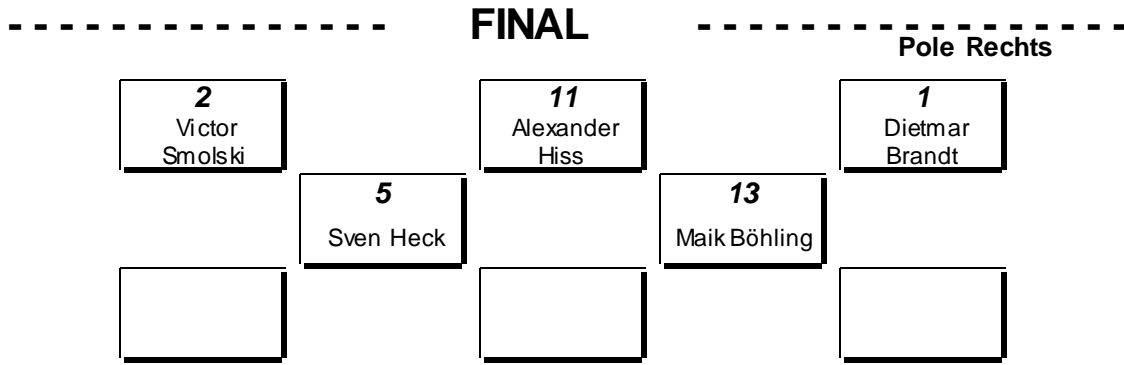 FINAL
Pole Rechts
2
Victor
Smolski
11
Alexander
Hiss
1
Dietmar
Brandt
5
Sven Heck
13
Maik Böhling